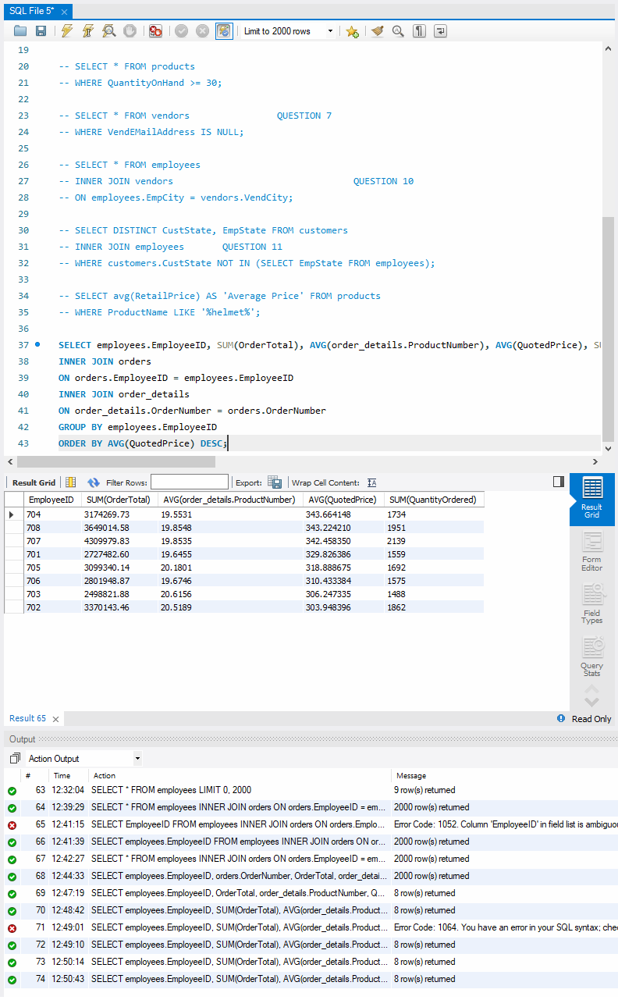 SQL File 5* ×
Limit to 2000 rows
19
20 -- SELECT * FROM products
21 -- WHERE QuantityOnHand >= 30;
22
23 -- SELECT * FROM vendors QUESTION 7
24 -- WHERE VendEMailAddress IS NULL;
25
26 -- SELECT * FROM employees
27 -- INNER JOIN vendors QUESTION 10
28 -- ON employees.EmpCity = vendors.VendCity;
29
30 -- SELECT DISTINCT CustState, EmpState FROM customers
31 -- INNER JOIN employees QUESTION 11
32 -- WHERE customers.CustState NOT IN (SELECT EmpState FROM employees);
33
34 -- SELECT avg(RetailPrice) AS 'Average Price' FROM products
35 -- WHERE ProductName LIKE '%helmet%';
36
37 SELECT employees.EmployeeID, SUM(OrderTotal), AVG(order_details.ProductNumber), AVG(QuotedPrice), SU
38 INNER JOIN orders
39 ON orders.EmployeeID = employees.EmployeeID
40 INNER JOIN order_details
41 ON order_details.OrderNumber = orders.OrderNumber
42 GROUP BY employees.EmployeeID
43 ORDER BY AVG(QuotedPrice) DESC;
Result Grid Filter Rows: Export: Wrap Cell Content:
EmployeeID SUM(OrderTotal) AVG(order_details.ProductNumber) AVG(QuotedPrice) SUM(QuantityOrdered)
704 3174269.73 19.5531 343.664148 1734
708 3649014.58 19.8548 343.224210 1951
707 4309979.83 19.8535 342.458350 2139
701 2727482.60 19.6455 329.826386 1559
705 3099340.14 20.1801 318.888675 1692
706 2801948.87 19.6746 310.433384 1575
703 2498821.88 20.6156 306.247335 1488
702 3370143.46 20.5189 303.948396 1862
Result
Grid
Form
Editor
Field
Types
Query
Stats
Result 65 × Read Only
Output
Action Output
# Time Action Message
63 12:32:04 SELECT * FROM employees LIMIT 0, 2000 9 row(s) returned
64 12:39:29 SELECT * FROM employees INNER JOIN orders ON orders.EmployeeID = em... 2000 row(s) returned
65 12:41:15 SELECT EmployeeID FROM employees INNER JOIN orders ON orders.Emplo... Error Code: 1052. Column 'EmployeeID' in field list is ambiguou
66 12:41:39 SELECT employees.EmployeeID FROM employees INNER JOIN orders ON or... 2000 row(s) returned
67 12:42:27 SELECT * FROM employees INNER JOIN orders ON orders.EmployeeID = em... 2000 row(s) returned
68 12:44:33 SELECT employees.EmployeeID, orders.OrderNumber, OrderTotal, order_detai... 2000 row(s) returned
69 12:47:19 SELECT employees.EmployeeID, OrderTotal, order_details.ProductNumber, Q... 8 row(s) returned
70 12:48:42 SELECT employees.EmployeeID, SUM(OrderTotal), AVG(order_details.Product... 8 row(s) returned
71 12:49:01 SELECT employees.EmployeeID, SUM(OrderTotal), AVG(order_details.Product... Error Code: 1064. You have an error in your SQL syntax; chec
72 12:49:10 SELECT employees.EmployeeID, SUM(OrderTotal), AVG(order_details.Product... 8 row(s) returned
73 12:50:14 SELECT employees.EmployeeID, SUM(OrderTotal), AVG(order_details.Product... 8 row(s) returned
74 12:50:43 SELECT employees.EmployeeID, SUM(OrderTotal), AVG(order_details.Product... 8 row(s) returned